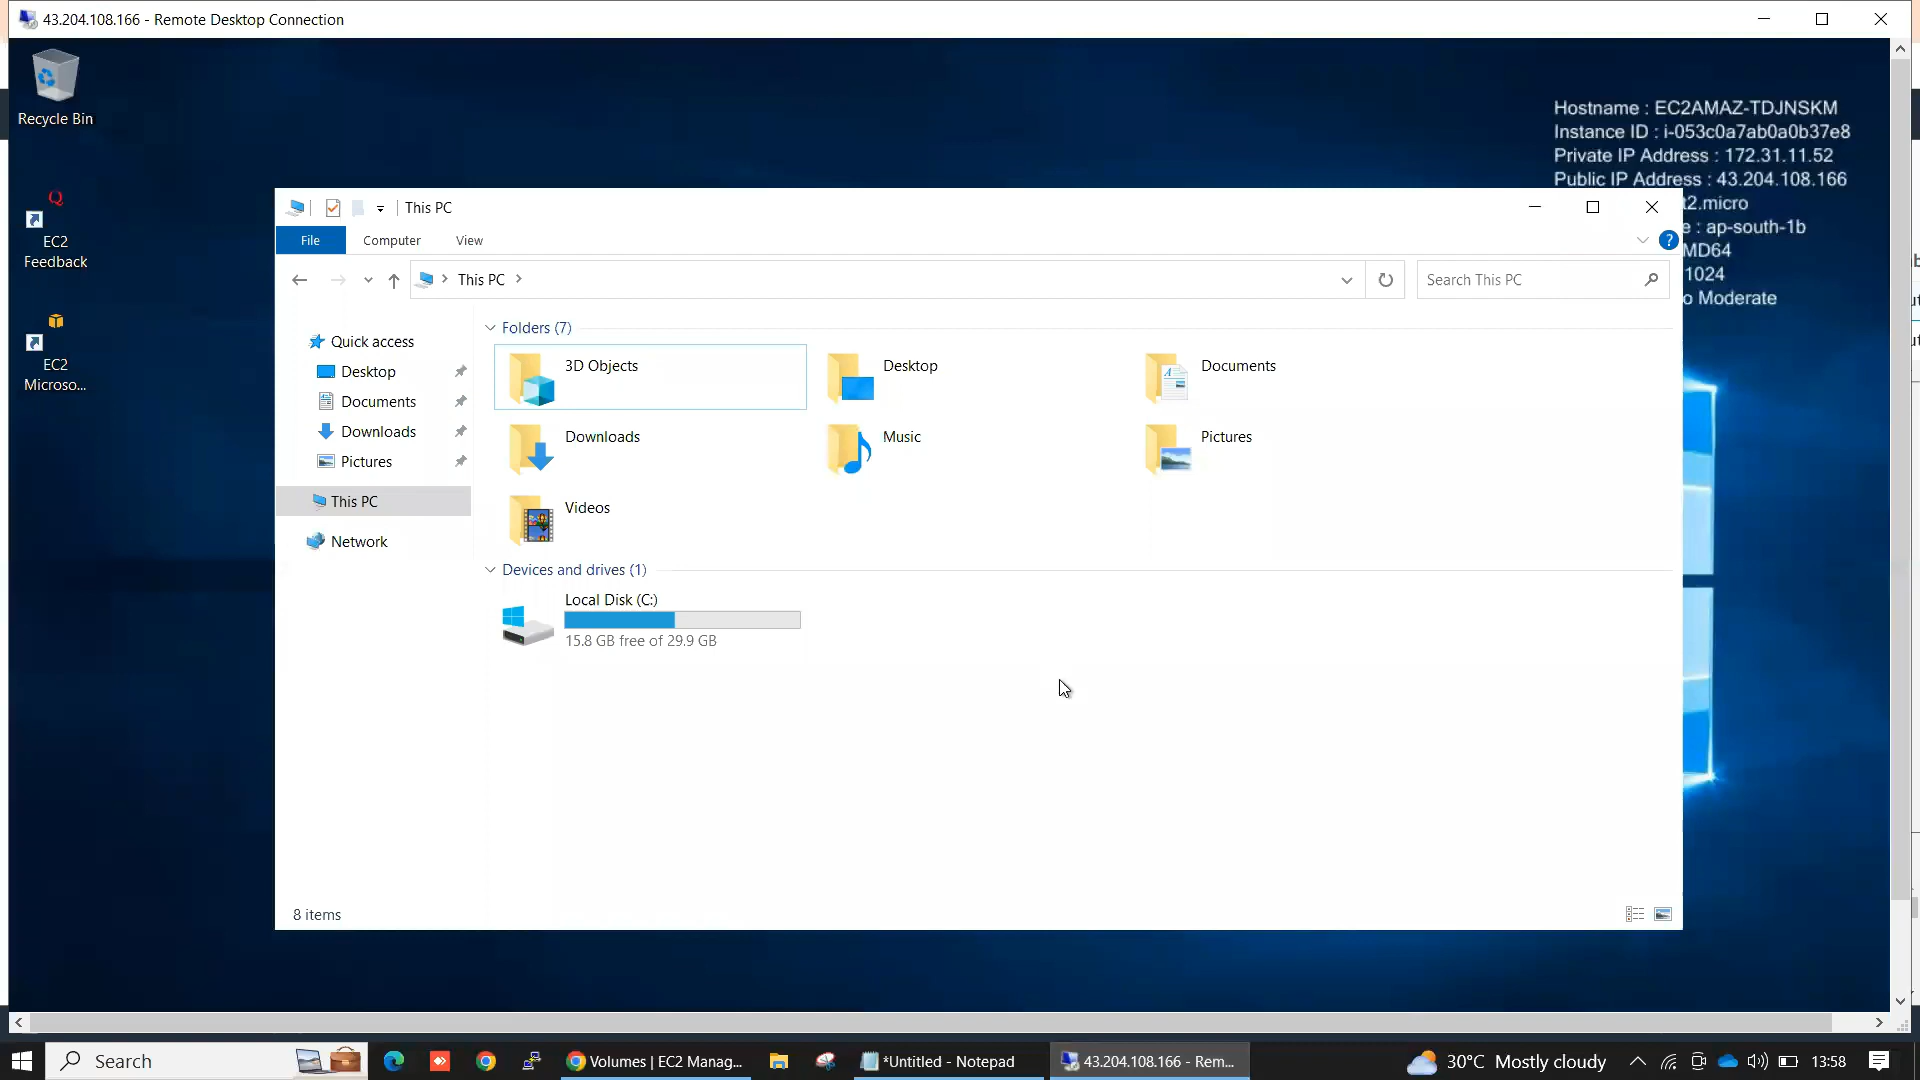 43.204.108.166 - Remote Desktop Connection
Recycle Bin
Hostname : EC2AMAZ-TDJNSKM
Instance ID : i-053c0a7ab0a0b37e8
Private IP Address : 172.31.11.52
Public IP Address : 43.204.108.166
t2.micro
e : ap-south-1b
MD64
1024
o Moderate
EC2
Feedback
EC2
Microso...
This PC
File
Computer
View
This PC
Search This PC
Quick access
Desktop
Documents
Downloads
Pictures
This PC
Network
Folders (7)
3D Objects
Desktop
Documents
Downloads
Music
Pictures
Videos
Devices and drives (1)
Local Disk (C:)
15.8 GB free of 29.9 GB
8 items
Search
Volumes | EC2 Manag...
*Untitled - Notepad
43.204.108.166 - Rem...
30°C Mostly cloudy
13:58